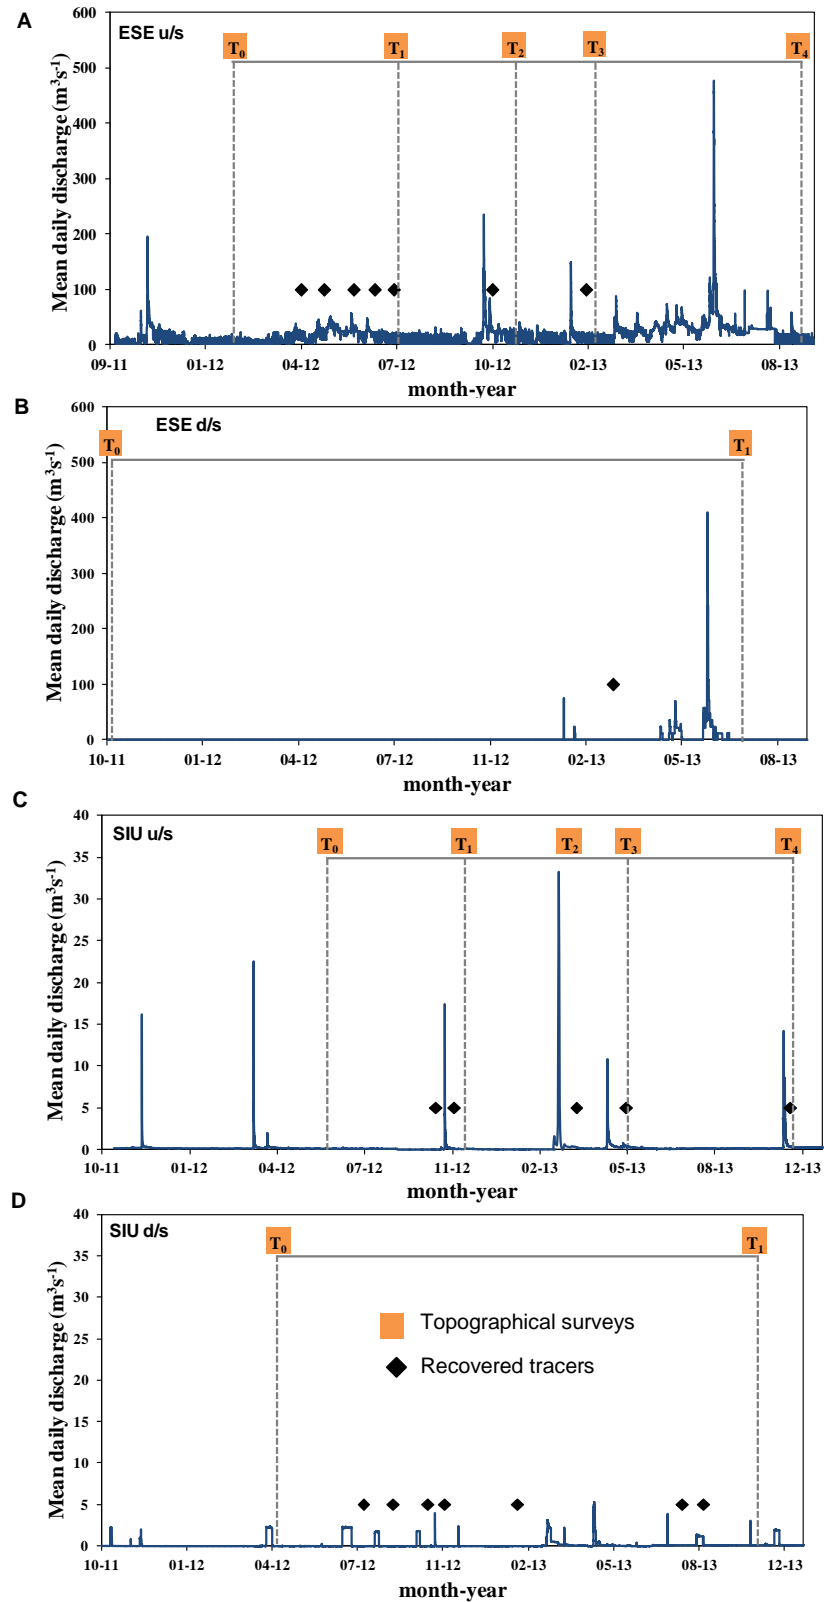 A
ESE u/s
T0 T1 T2 T3 T4
Mean daily discharge (m³s⁻¹)
600
500
400
300
200
100
0
09-11 01-12 04-12 07-12 10-12 02-13 05-13 08-13
month-year
B
ESE d/s
T0 T1
Mean daily discharge (m³s⁻¹)
600
500
400
300
200
100
0
10-11 01-12 04-12 07-12 11-12 02-13 05-13 08-13
month-year
C
SIU u/s
T0 T1 T2 T3 T4
Mean daily discharge (m³s⁻¹)
40
35
30
25
20
15
10
5
0
10-11 01-12 04-12 07-12 11-12 02-13 05-13 08-13 12-13
month-year
D
SIU d/s
T0 T1
Mean daily discharge (m³s⁻¹)
40
35
30
25
20
15
10
5
0
Topographical surveys
Recovered tracers
10-11 01-12 04-12 07-12 11-12 02-13 05-13 08-13 12-13
month-year